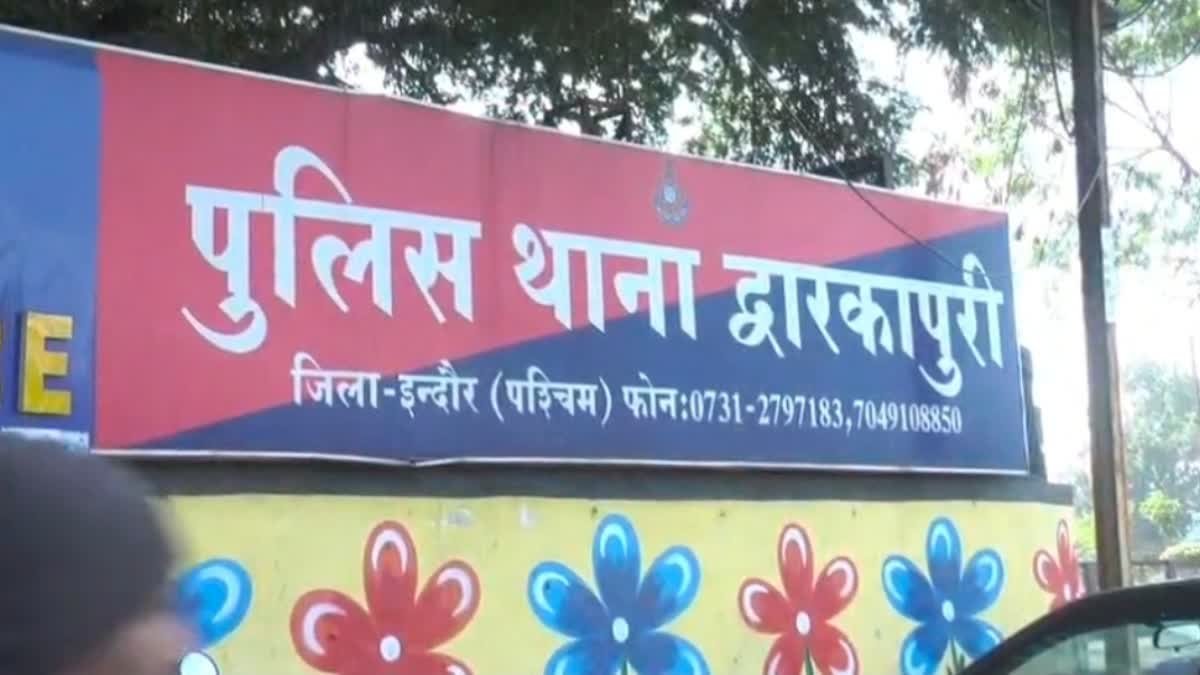 पुलिस थाना द्वारकापुरी
जिला-इन्दौर (पश्चिम) फोन:0731-2797183,7049108850